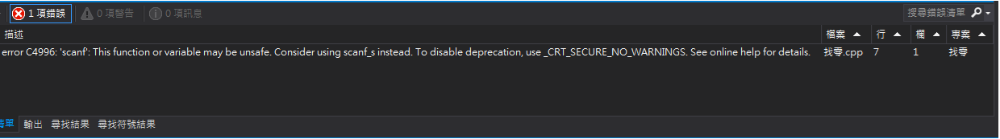 1 項錯誤 0 項警告 0 項訊息 搜尋錯誤清單
描述 檔案 行 欄 專案
error C4996: 'scanf': This function or variable may be unsafe. Consider using scanf_s instead. To disable deprecation, use _CRT_SECURE_NO_WARNINGS. See online help for details. 找零.cpp 7 1 找零
清單 輸出 尋找結果 尋找符號結果